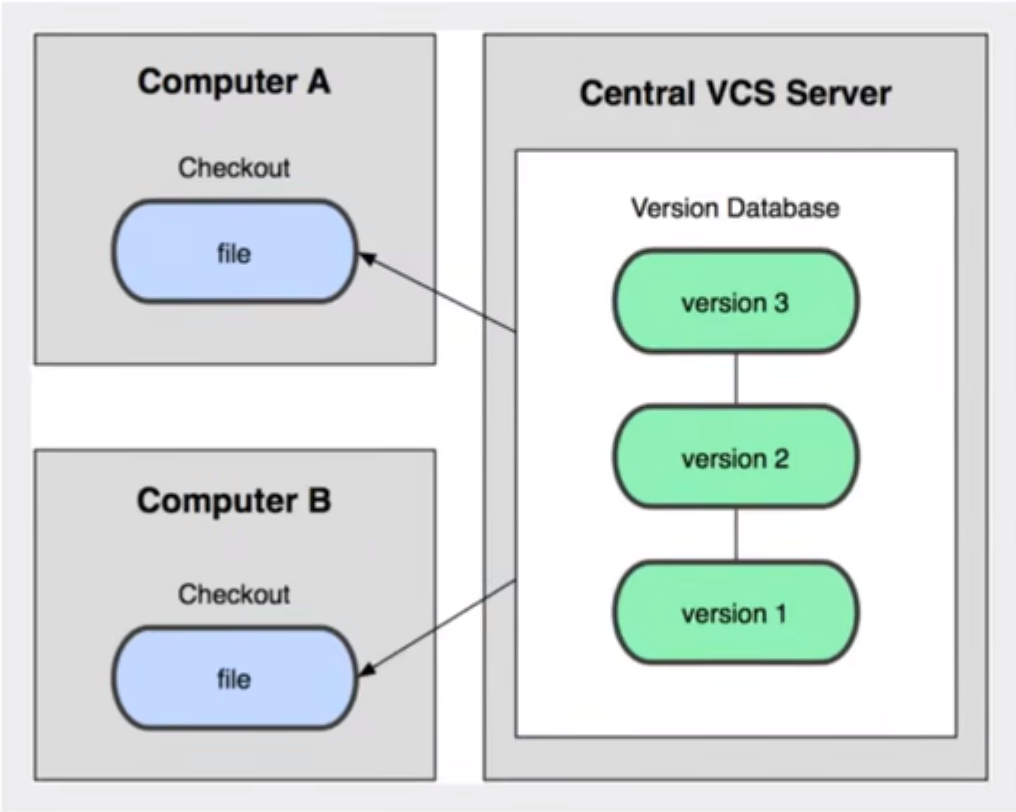 Computer A
Checkout
file
Computer B
Checkout
file
Central VCS Server
Version Database
version 3
version 2
version 1